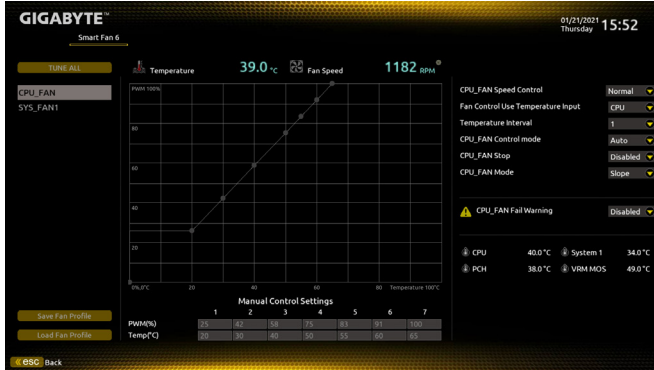 GIGABYTE™
01/21/2021
Thursday
15:52
Smart Fan 6
TUNE ALL
Temperature 39.0 °C Fan Speed 1182 RPM
CPU_FAN
SYS_FAN1
PWM 100%
80
60
40
20
0%,0°C 20 40 60 80 Temperature 100°C
CPU_FAN Speed Control Normal
Fan Control Use Temperature Input CPU
Temperature Interval 1
CPU_FAN Control mode Auto
CPU_FAN Stop Disabled
CPU_FAN Mode Slope
CPU_FAN Fail Warning Disabled
CPU 40.0°C System 1 34.0°C
PCH 38.0°C VRM MOS 49.0°C
Manual Control Settings
1 2 3 4 5 6 7
PWM(%) 25 42 58 75 83 91 100
Temp(°C) 20 30 40 50 55 60 65
Save Fan Profile
Load Fan Profile
esc Back